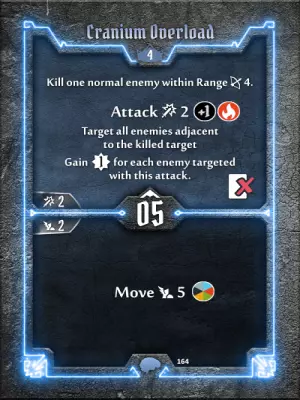 Cranium Overload
4
Kill one normal enemy within Range 4.
Attack 2 +1
Target all enemies adjacent
to the killed target
Gain 1 for each enemy targeted
with this attack.
2
05
2
Move 5
164